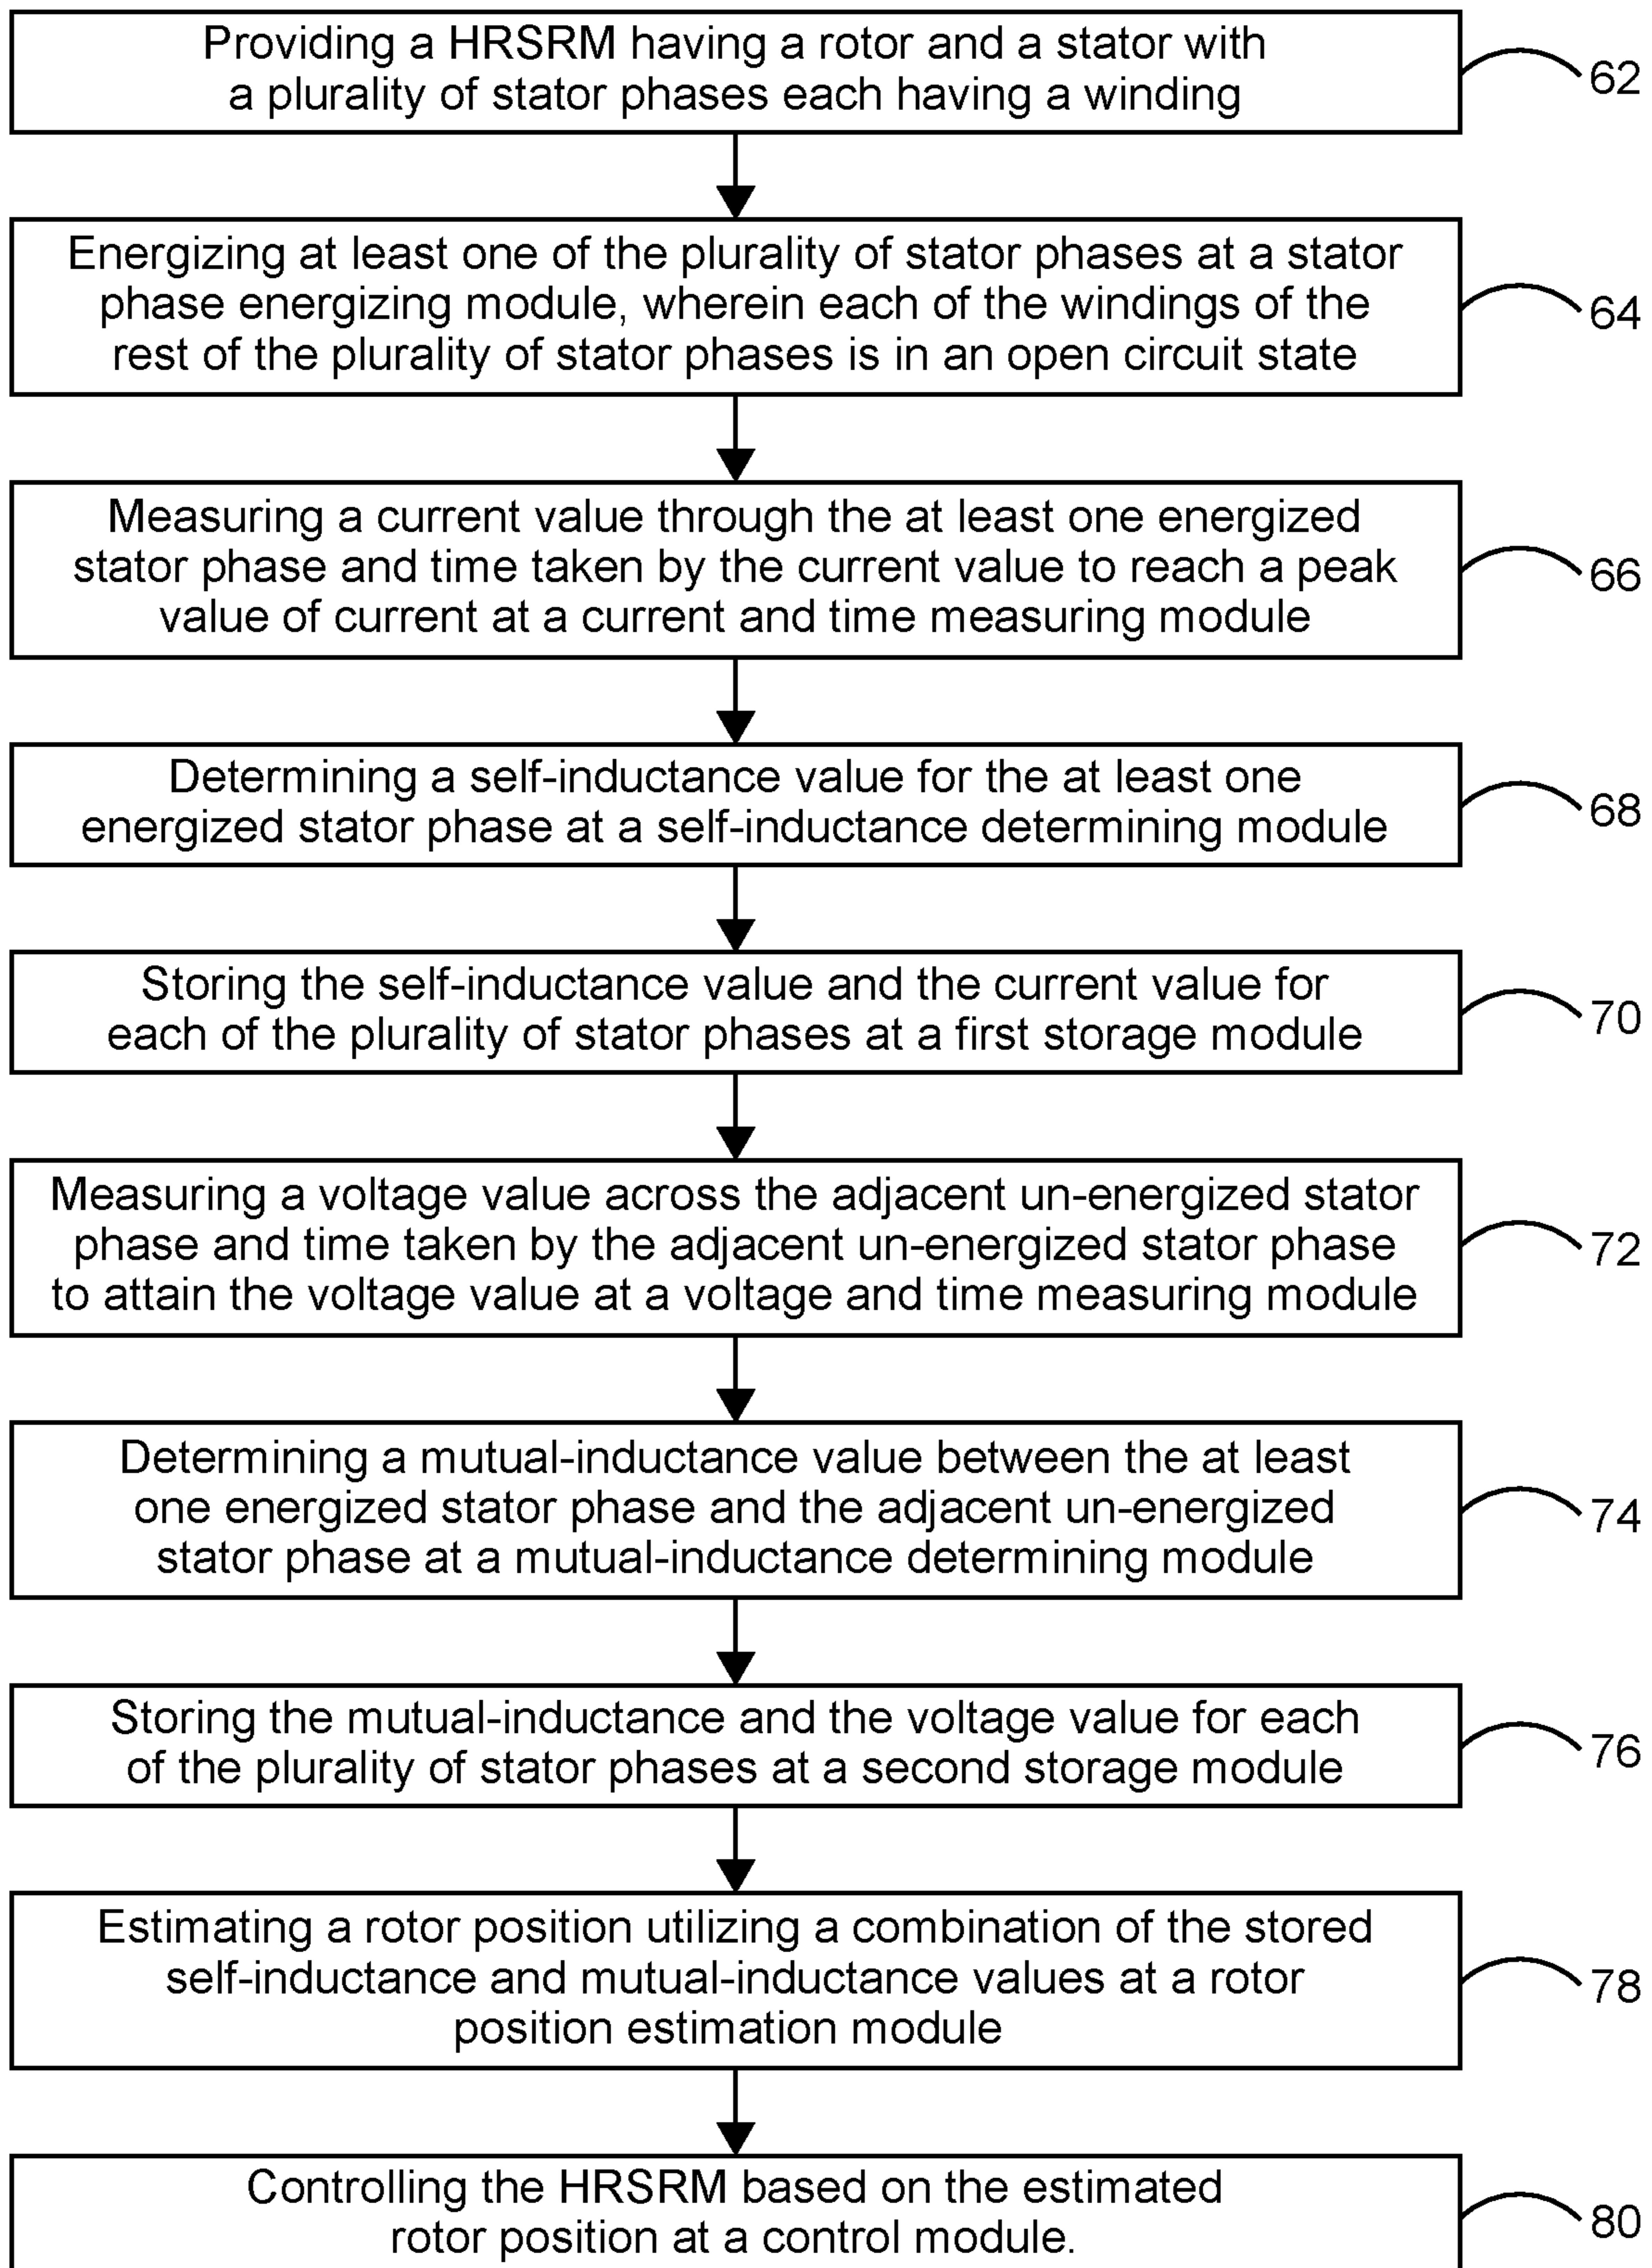 Providing a HRSRM having a rotor and a stator with
a plurality of stator phases each having a winding
62
Energizing at least one of the plurality of stator phases at a stator
phase energizing module, wherein each of the windings of the
rest of the plurality of stator phases is in an open circuit state
64
Measuring a current value through the at least one energized
stator phase and time taken by the current value to reach a peak
value of current at a current and time measuring module
66
Determining a self-inductance value for the at least one
energized stator phase at a self-inductance determining module
68
Storing the self-inductance value and the current value for
each of the plurality of stator phases at a first storage module
70
Measuring a voltage value across the adjacent un-energized stator
phase and time taken by the adjacent un-energized stator phase
to attain the voltage value at a voltage and time measuring module
72
Determining a mutual-inductance value between the at least
one energized stator phase and the adjacent un-energized
stator phase at a mutual-inductance determining module
74
Storing the mutual-inductance and the voltage value for each
of the plurality of stator phases at a second storage module
76
Estimating a rotor position utilizing a combination of the stored
self-inductance and mutual-inductance values at a rotor
position estimation module
78
Controlling the HRSRM based on the estimated
rotor position at a control module.
80